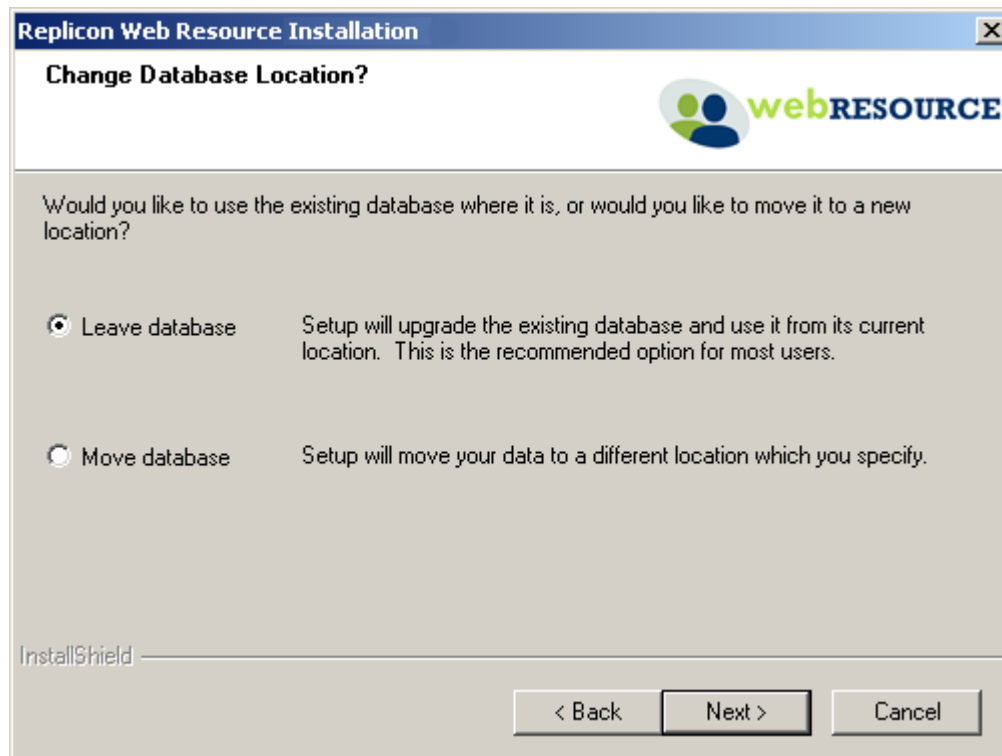 Replicon Web Resource Installation
Change Database Location?
webRESOURCE
Would you like to use the existing database where it is, or would you like to move it to a new
location?
Leave database
Setup will upgrade the existing database and use it from its current
location.  This is the recommended option for most users.
Move database
Setup will move your data to a different location which you specify.
InstallShield
< Back
Next >
Cancel